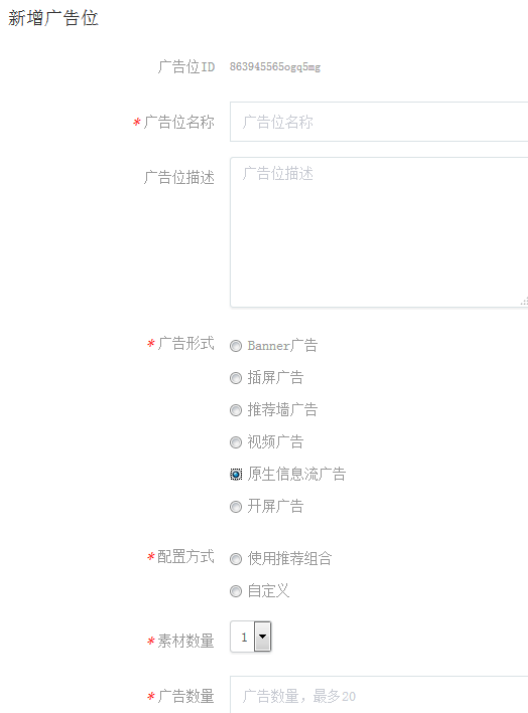 新增广告位
广告位ID 863945565ogq5mg
*广告位名称 广告位名称
广告位描述 广告位描述
*广告形式 Banner广告
插屏广告
推荐墙广告
视频广告
原生信息流广告
开屏广告
*配置方式 使用推荐组合
自定义
*素材数量 1
*广告数量 广告数量，最多20